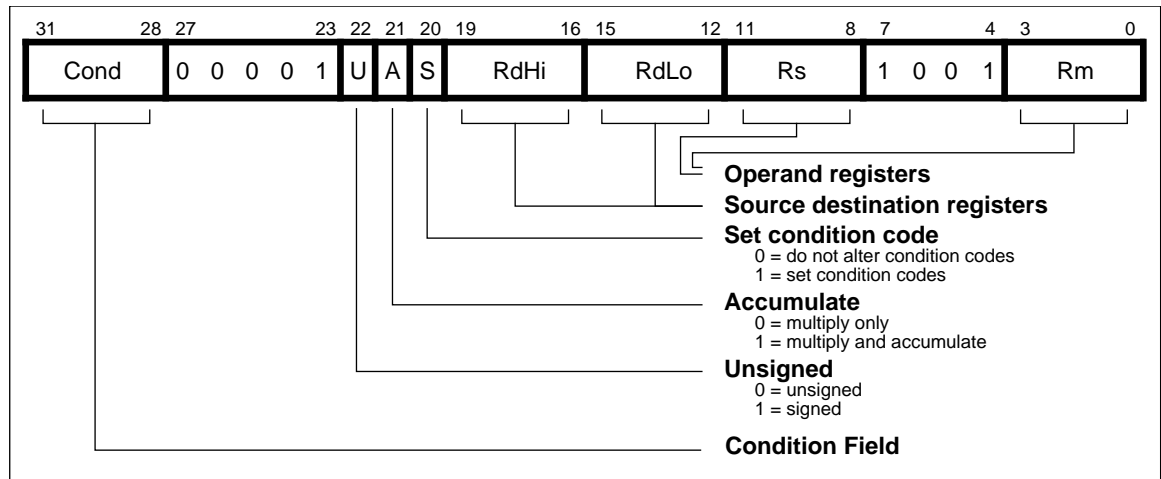 31 28 27 23 22 21 20 19 16 15 12 11 8 7 4 3 0
Cond 0 0 0 0 1 U A S RdHi RdLo Rs 1 0 0 1 Rm
Operand registers
Source destination registers
Set condition code
0 = do not alter condition codes
1 = set condition codes
Accumulate
0 = multiply only
1 = multiply and accumulate
Unsigned
0 = unsigned
1 = signed
Condition Field